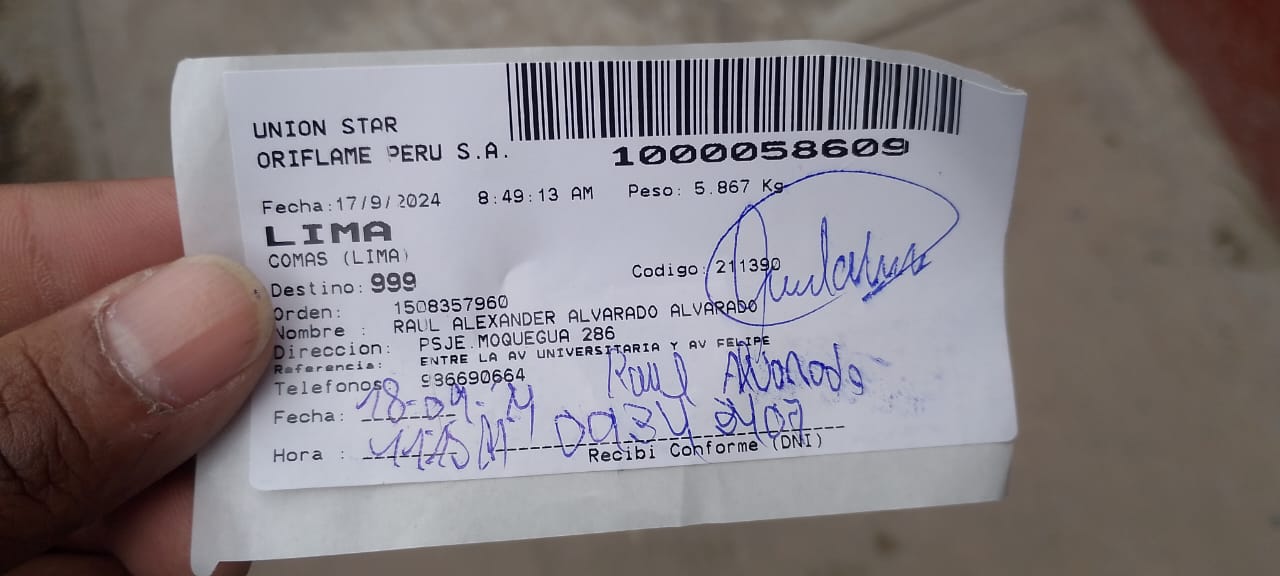 UNION STAR
ORIFLAME PERU S.A.
1000058609
Fecha:17/9/2024 8:49:13 AM Peso: 5.867 Kg
LIMA
COMAS (LIMA)
Codigo: 211390
Destino: 999
Orden: 1508357960
Nombre : RAUL ALEXANDER ALVARADO ALVARADO
Direccion: PSJE.MOQUEGUA 286
Referencia: ENTRE LA AV UNIVERSITARIA Y AV FELIPE
Telefonos 936690664
Raul Alvarado
Fecha: 18-09-24
Hora :
Recibi Conforme (DNI)